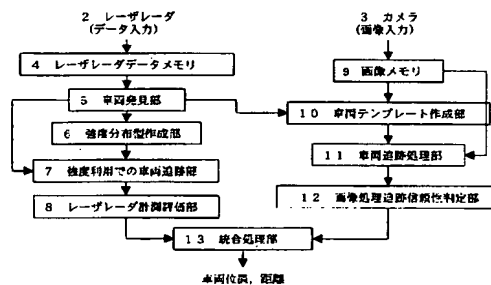 2 レーザレーダ
(データ入力)
3 カメラ
(画像入力)
4 レーザレーダデータメモリ
9 画像メモリ
5 車両発見部
10 車両テンプレート作成部
6 強度分布型作成部
11 車両追跡処理部
7 強度利用での車両追跡部
12 画像処理追跡信頼性判定部
8 レーザレーダ計測評価部
13 統合処理部
車両位置,距離